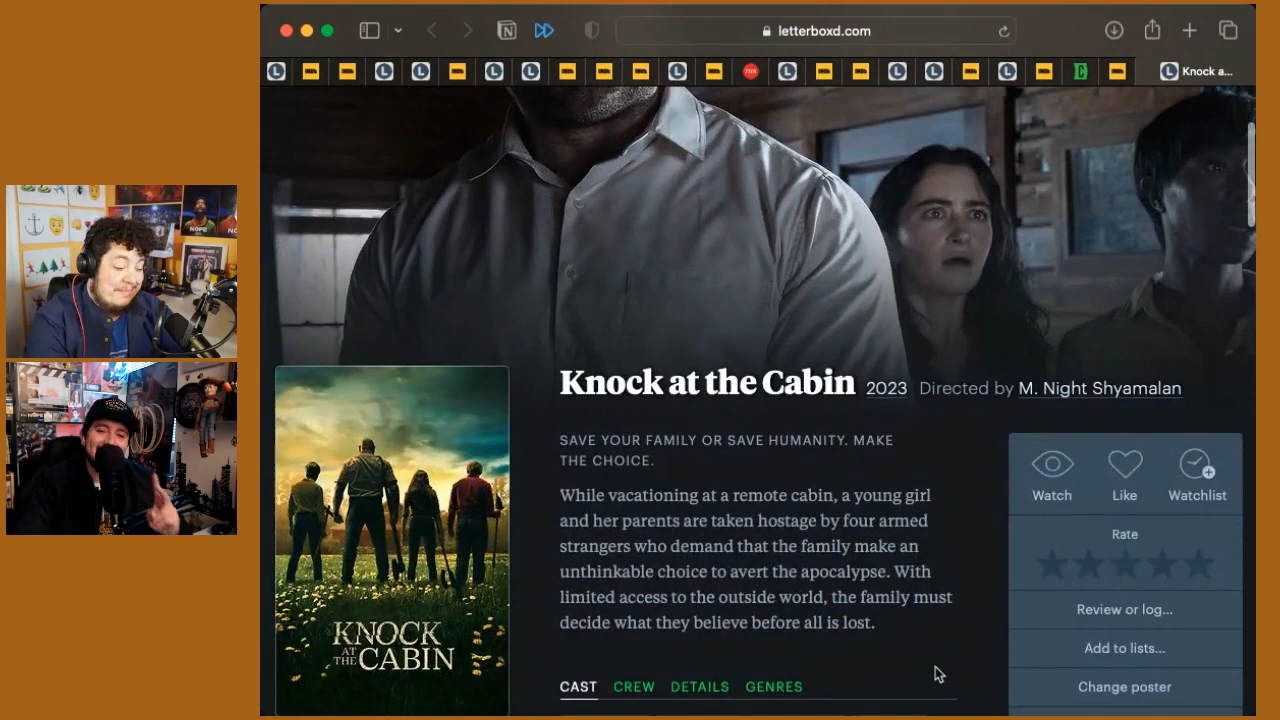 letterboxd.com
Knock a...
NOPE
Knock at the Cabin 2023 Directed by M. Night Shyamalan
SAVE YOUR FAMILY OR SAVE HUMANITY. MAKE
THE CHOICE.
While vacationing at a remote cabin, a young girl
and her parents are taken hostage by four armed
strangers who demand that the family make an
unthinkable choice to avert the apocalypse. With
limited access to the outside world, the family must
decide what they believe before all is lost.
CAST CREW DETAILS GENRES
KNOCK
AT
THE CABIN
Watch Like Watchlist
Rate
Review or log...
Add to lists...
Change poster